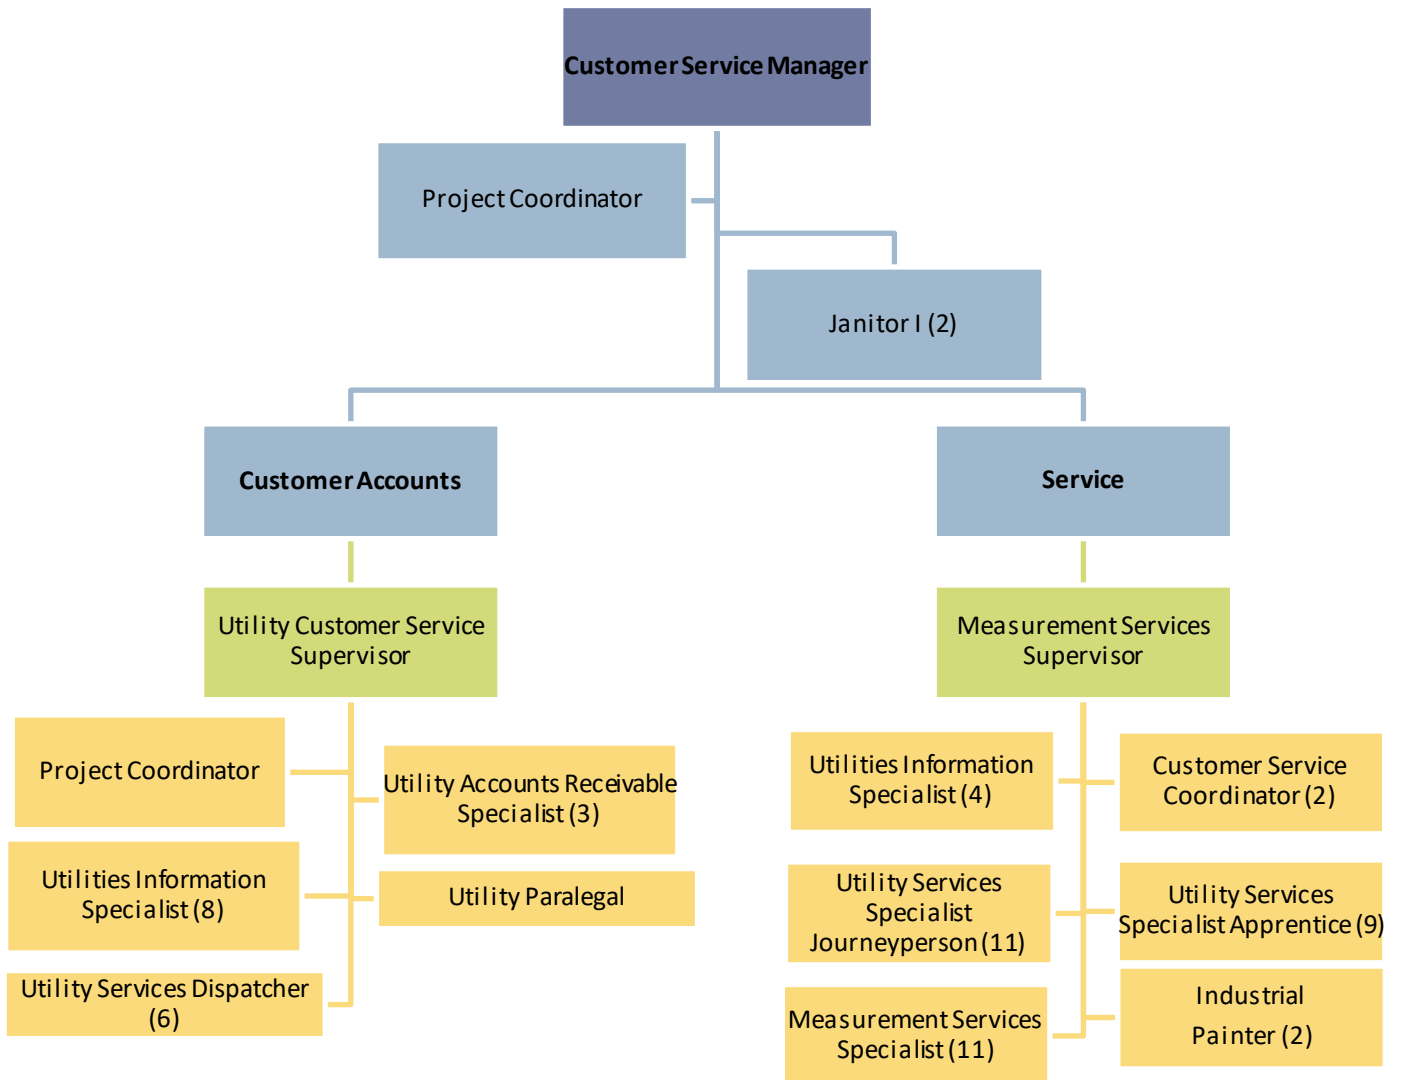 Customer Service Manager
Project Coordinator
Janitor I (2)
Customer Accounts
Service
Utility Customer Service
Supervisor
Measurement Services
Supervisor
Project Coordinator
Utility Accounts Receivable
Specialist (3)
Utilities Information
Specialist (8)
Utility Paralegal
Utility Services Dispatcher
(6)
Utilities Information
Specialist (4)
Customer Service
Coordinator (2)
Utility Services
Specialist
Journeyperson (11)
Utility Services
Specialist Apprentice (9)
Measurement Services
Specialist (11)
Industrial
Painter (2)